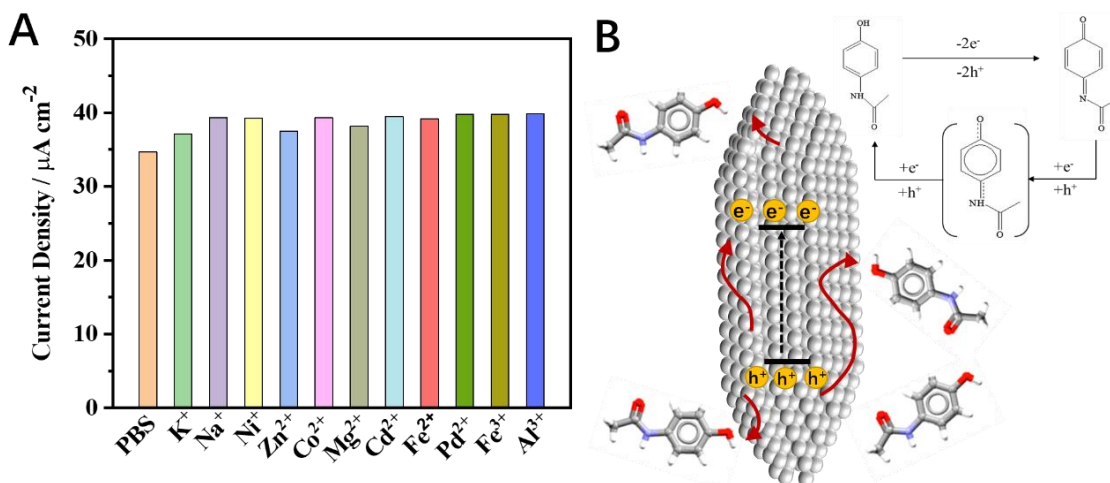 A
Current Density / μA cm⁻²
50
40
30
20
10
0
PBS
K⁺
Na⁺
Ni⁺
Zn²⁺
Co²⁺
Mg²⁺
Cd²⁺
Fe²⁺
Pd²⁺
Fe³⁺
Al³⁺
B
OH
NH
O
-2e⁻
-2h⁺
O
N
O
+e⁻
+h⁺
O
NH
O
+e⁻
+h⁺
e⁻ e⁻ e⁻
h⁺ h⁺ h⁺